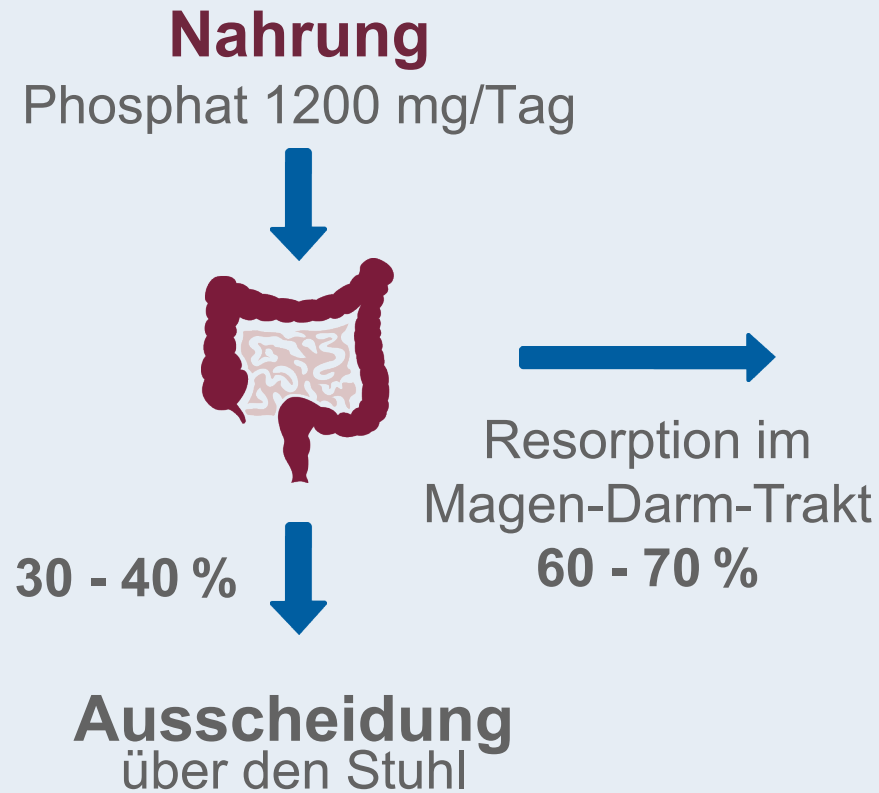 Nahrung
Phosphat 1200 mg/Tag
Resorption im
Magen-Darm-Trakt
60 - 70 %
30 - 40 %
Ausscheidung
über den Stuhl